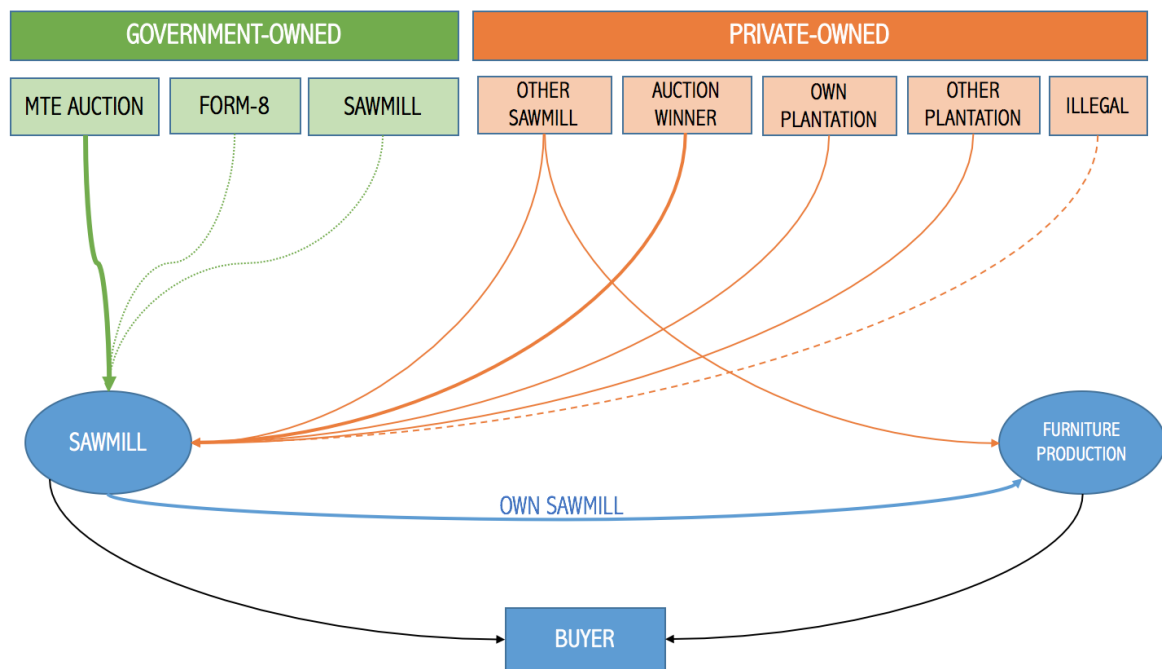 GOVERNMENT-OWNED
PRIVATE-OWNED
MTE AUCTION
FORM-8
SAWMILL
OTHER
SAWMILL
AUCTION
WINNER
OWN
PLANTATION
OTHER
PLANTATION
ILLEGAL
SAWMILL
FURNITURE
PRODUCTION
OWN SAWMILL
BUYER